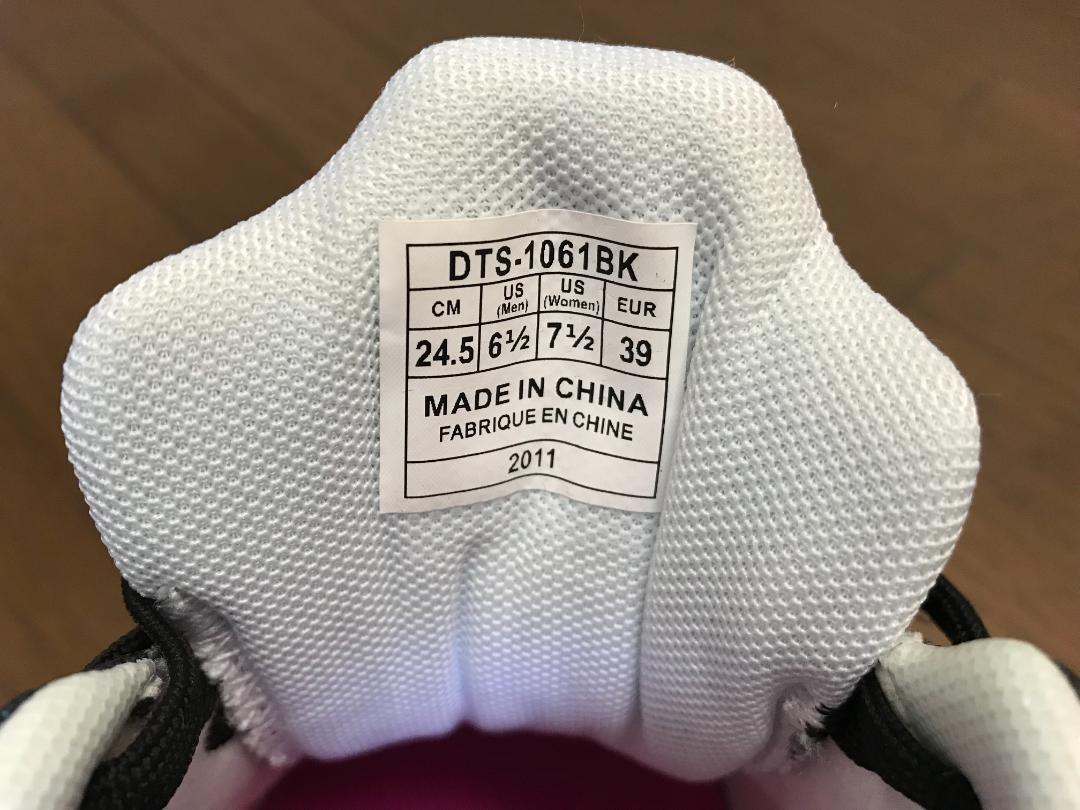 DTS-1061BK
CM US (Men) US (Women) EUR
24.5 6½ 7½ 39
MADE IN CHINA
FABRIQUE EN CHINE
2011